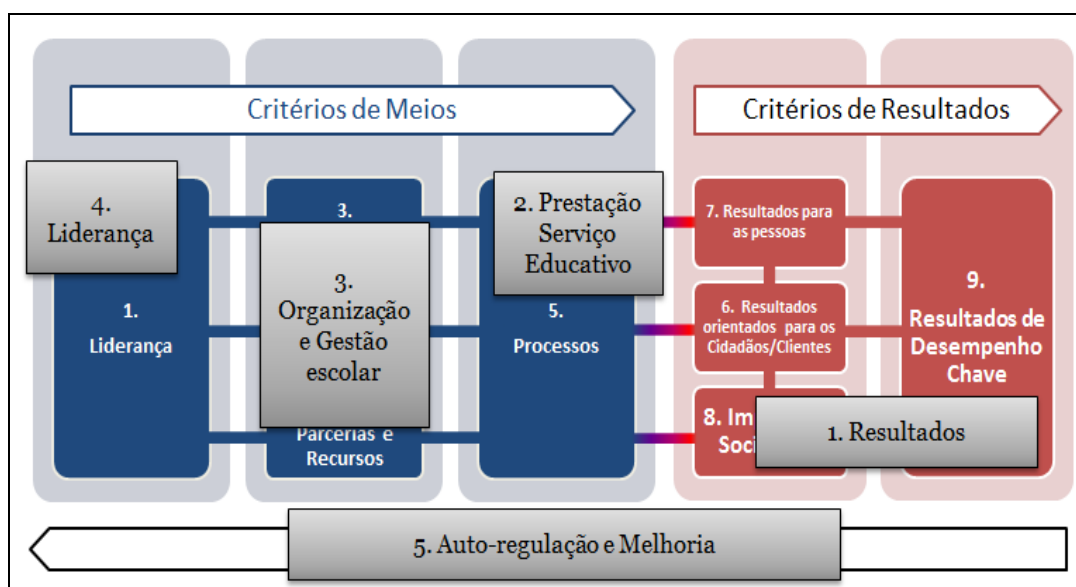 Critérios de Meios
Critérios de Resultados
4.
Liderança
1.
Liderança
3.
3.
Organização
e Gestão
escolar
Parcerias e
Recursos
2. Prestação
Serviço
Educativo
5.
Processos
7. Resultados para
as pessoas
6. Resultados
orientados para os
Cidadãos/Clientes
8. Im
Soci
9.
Resultados de
Desempenho
Chave
1. Resultados
5. Auto-regulação e Melhoria